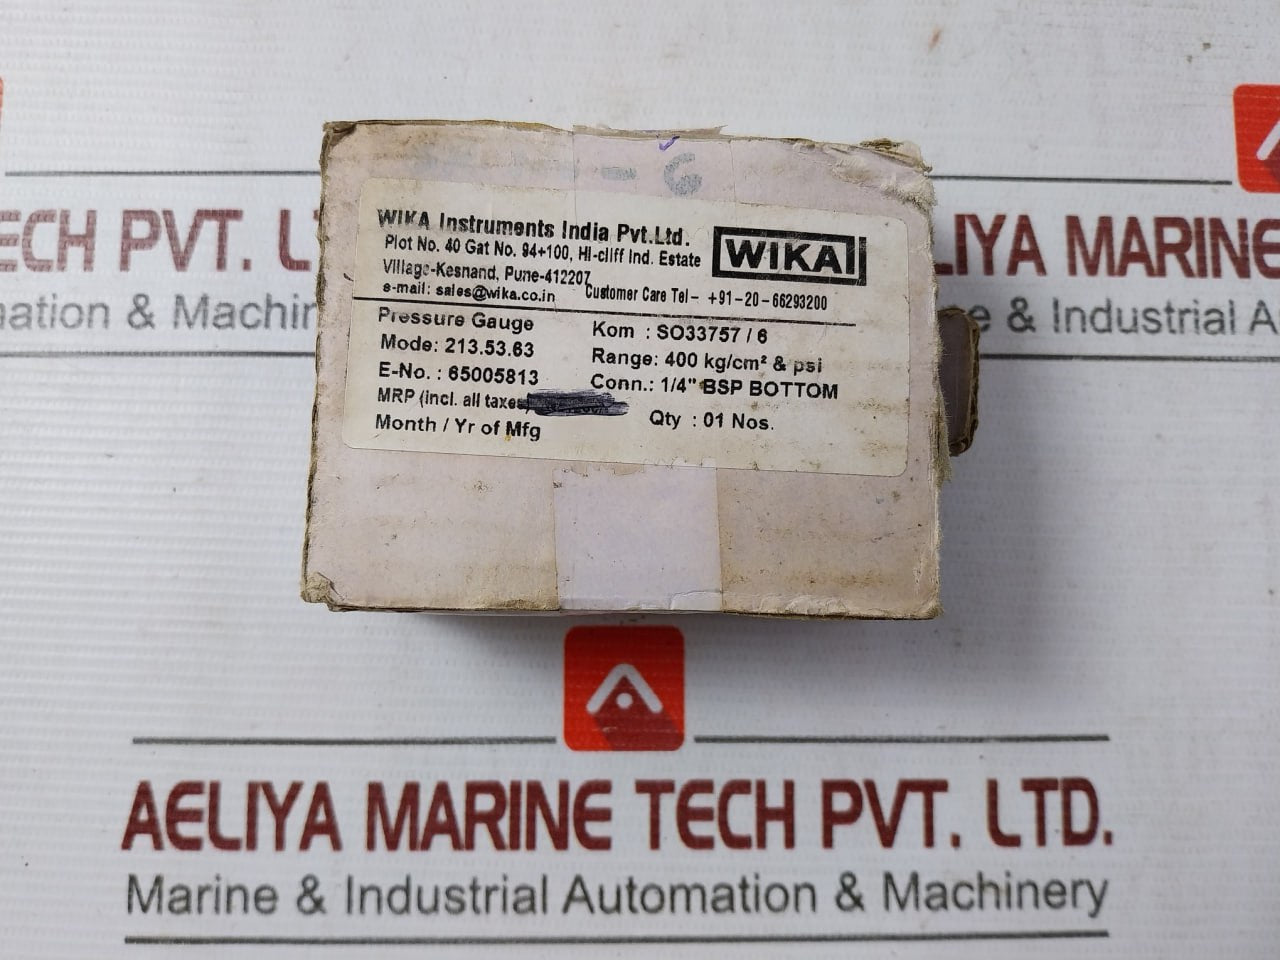 - 6
WIKA Instruments India Pvt.Ltd.
Plot No. 40 Gat No. 94+100, HI-cliff Ind. Estate
Village-Kesnand, Pune-412207
e-mail: sales@wika.co.in Customer Care Tel- +91-20-66293200
WIKA
Pressure Gauge
Kom : SO33757 / 6
Mode: 213.53.63
Range: 400 kg/cm² & psi
E-No. : 65005813
Conn.: 1/4" BSP BOTTOM
MRP (incl. all taxes)
Qty : 01 Nos.
Month / Yr of Mfg
ECH PVT. L
ation & Machin
LIYA MARIN
e & Industrial A
AELIYA MARINE TECH PVT. LTD.
Marine & Industrial Automation & Machinery